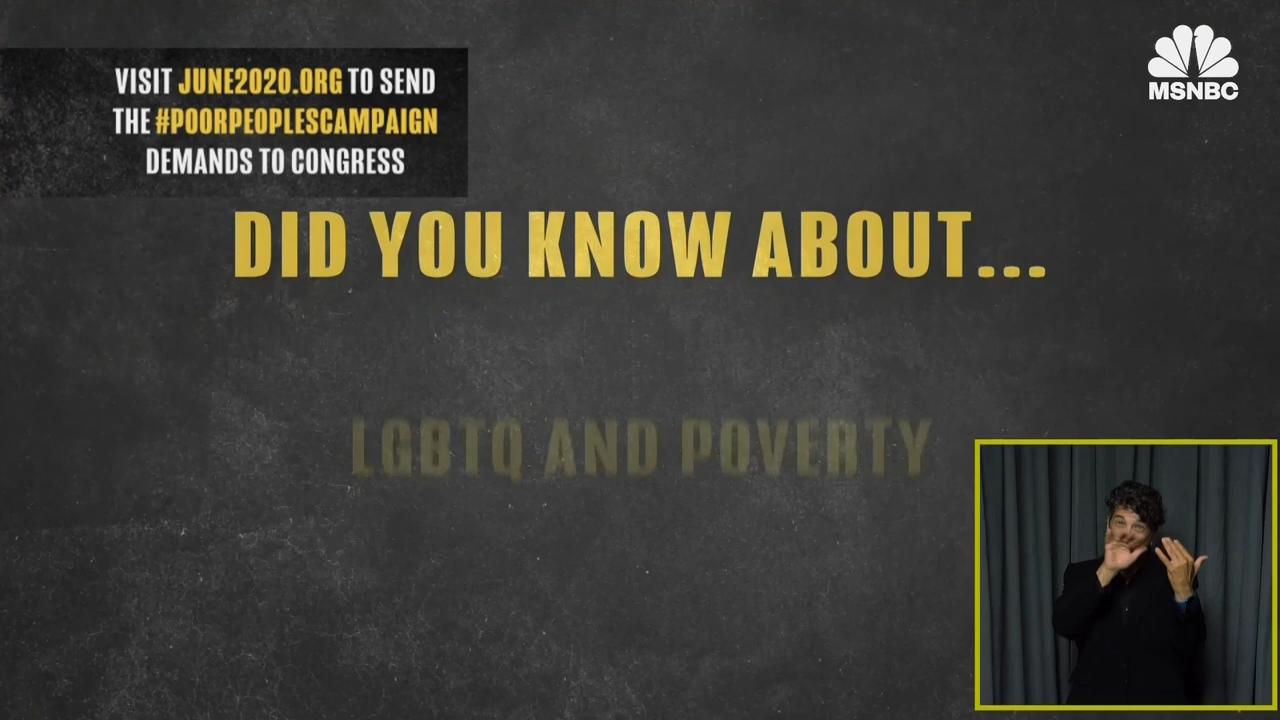 VISIT JUNE2020.ORG TO SEND
THE #POORPEOPLESCAMPAIGN
DEMANDS TO CONGRESS
MSNBC
DID YOU KNOW ABOUT...
LGBTQ AND POVERTY